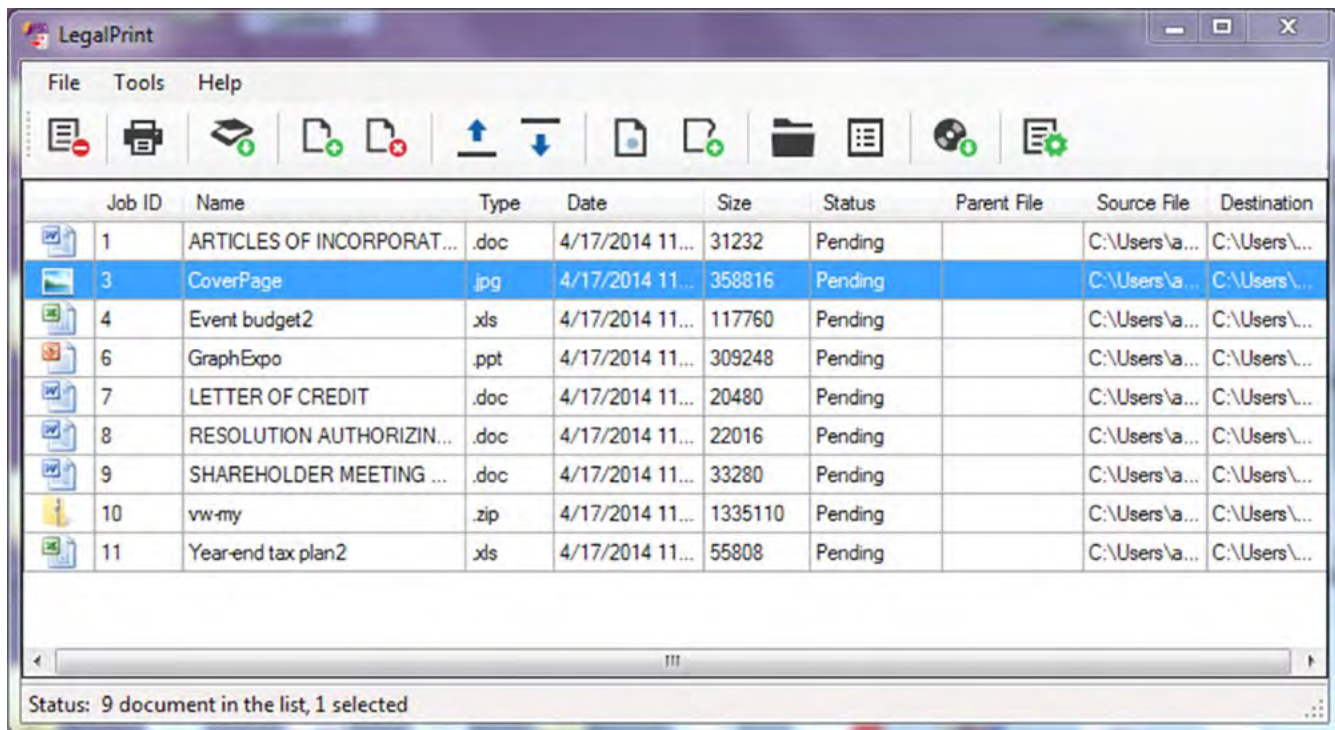 LegalPrint
File Tools Help
Job ID Name Type Date Size Status Parent File Source File Destination
1 ARTICLES OF INCORPORAT... .doc 4/17/2014 11... 31232 Pending C:\Users\a... C:\Users\...
3 CoverPage .jpg 4/17/2014 11... 358816 Pending C:\Users\a... C:\Users\...
4 Event budget2 .xls 4/17/2014 11... 117760 Pending C:\Users\a... C:\Users\...
6 GraphExpo .ppt 4/17/2014 11... 309248 Pending C:\Users\a... C:\Users\...
7 LETTER OF CREDIT .doc 4/17/2014 11... 20480 Pending C:\Users\a... C:\Users\...
8 RESOLUTION AUTHORIZIN... .doc 4/17/2014 11... 22016 Pending C:\Users\a... C:\Users\...
9 SHAREHOLDER MEETING ... .doc 4/17/2014 11... 33280 Pending C:\Users\a... C:\Users\...
10 vw-my .zip 4/17/2014 11... 1335110 Pending C:\Users\a... C:\Users\...
11 Year-end tax plan2 .xls 4/17/2014 11... 55808 Pending C:\Users\a... C:\Users\...
Status: 9 document in the list, 1 selected